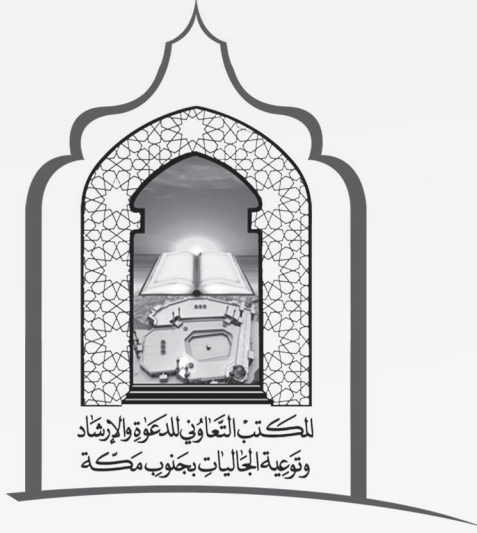 المكتب التعاوني للدعوة والإرشاد
وتوعية الجاليات بجنوب مكة